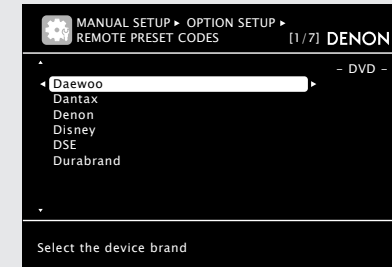 MANUAL SETUP ▸ OPTION SETUP ▸
REMOTE PRESET CODES [1/7] DENON
- DVD -
Daewoo
Dantax
Denon
Disney
DSE
Durabrand
Select the device brand